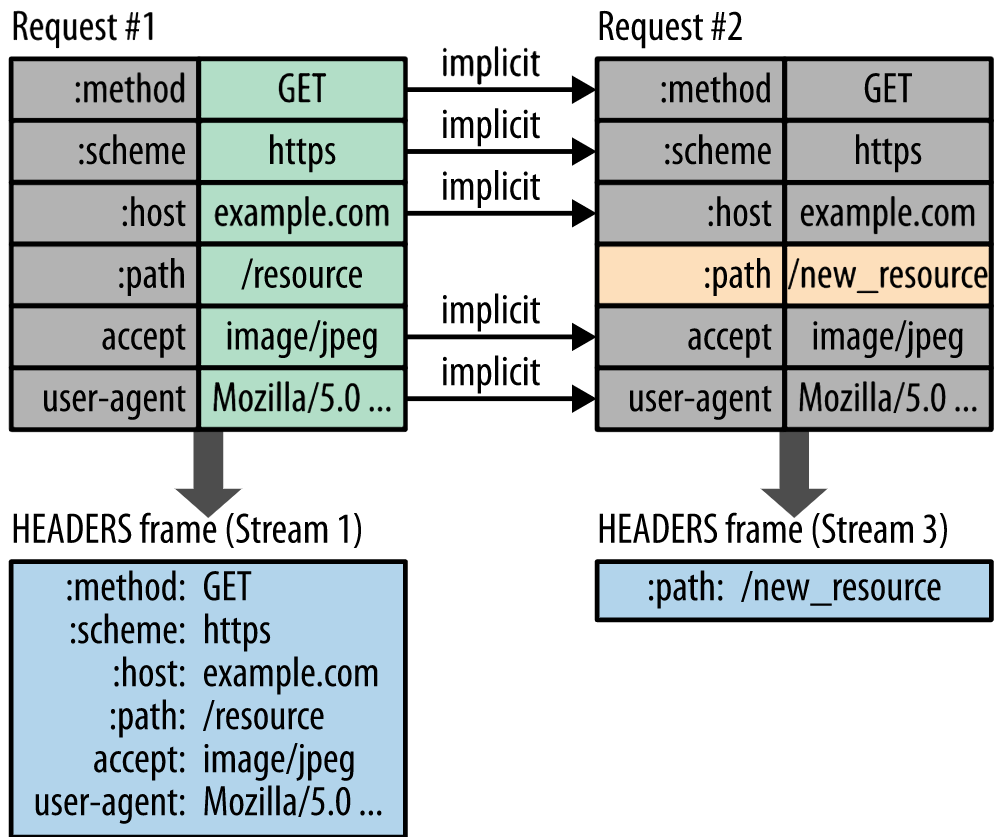 Request #1
:method GET
:scheme https
:host example.com
:path /resource
accept image/jpeg
user-agent Mozilla/5.0 ...
implicit
implicit
implicit
implicit
implicit
Request #2
:method GET
:scheme https
:host example.com
:path /new_resource
accept image/jpeg
user-agent Mozilla/5.0 ...
HEADERS frame (Stream 1)
:method: GET
:scheme: https
:host: example.com
:path: /resource
accept: image/jpeg
user-agent: Mozilla/5.0 ...
HEADERS frame (Stream 3)
:path: /new_resource